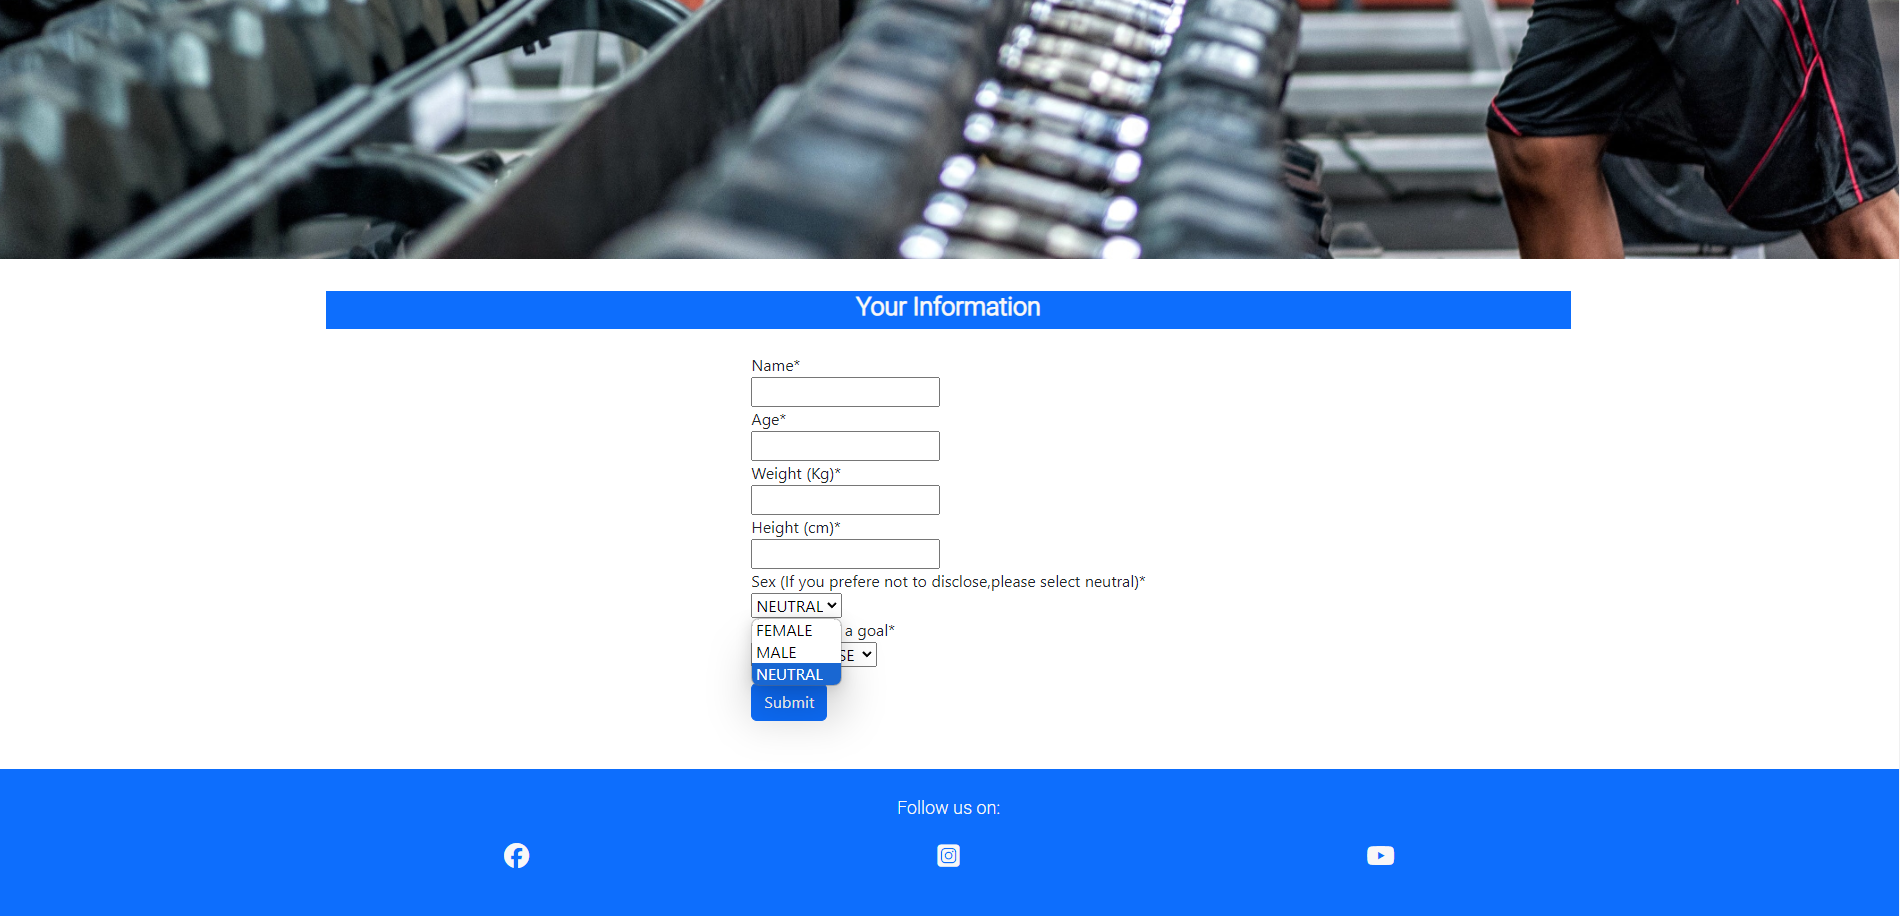 Your Information
Name*
Age*
Weight (Kg)*
Height (cm)*
Sex (If you prefere not to disclose,please select neutral)*
NEUTRAL
FEMALE
a goal*
MALE
SE
NEUTRAL
Submit
Follow us on: